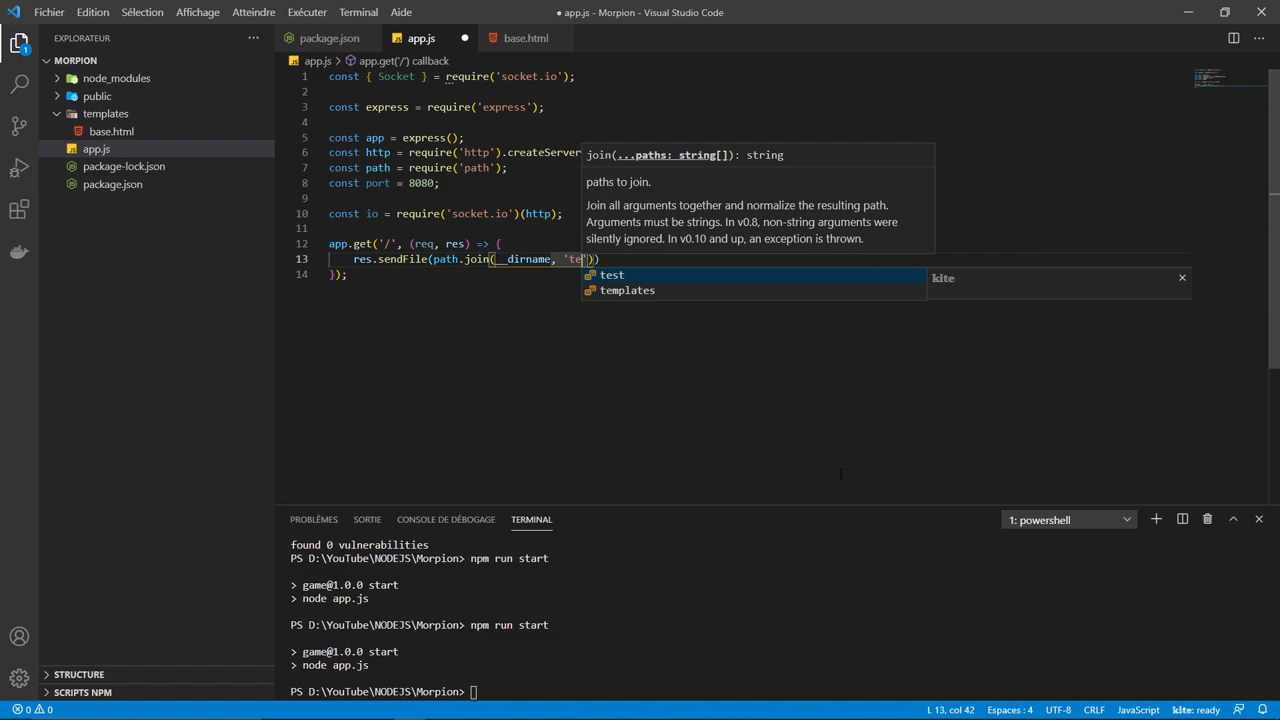 Fichier Edition Sélection Affichage Atteindre Exécuter Terminal Aide
● app.js - Morpion - Visual Studio Code
EXPLORATEUR
package.json
app.js
base.html
MORPION
node_modules
public
templates
base.html
app.js
package-lock.json
package.json
STRUCTURE
SCRIPTS NPM
1
app.js > app.get('/') callback
1 const { Socket } = require('socket.io');
2
3 const express = require('express');
4
5 const app = express();
6 const http = require('http').createServer
7 const path = require('path');
8 const port = 8080;
9
10 const io = require('socket.io')(http);
11
12 app.get('/', (req, res) => {
13 res.sendFile(path.join(__dirname, 'te'))
14 });
join(...paths: string[]): string
paths to join.
Join all arguments together and normalize the resulting path.
Arguments must be strings. In v0.8, non-string arguments were
silently ignored. In v0.10 and up, an exception is thrown.
test
templates
kite
PROBLÈMES SORTIE CONSOLE DE DÉBOGAGE TERMINAL
1: powershell
found 0 vulnerabilities
PS D:\YouTube\NODEJS\Morpion> npm run start
> game@1.0.0 start
> node app.js
PS D:\YouTube\NODEJS\Morpion> npm run start
> game@1.0.0 start
> node app.js
PS D:\YouTube\NODEJS\Morpion>
0 0
L 13, col 42 Espaces : 4 UTF-8 CRLF JavaScript kite: ready